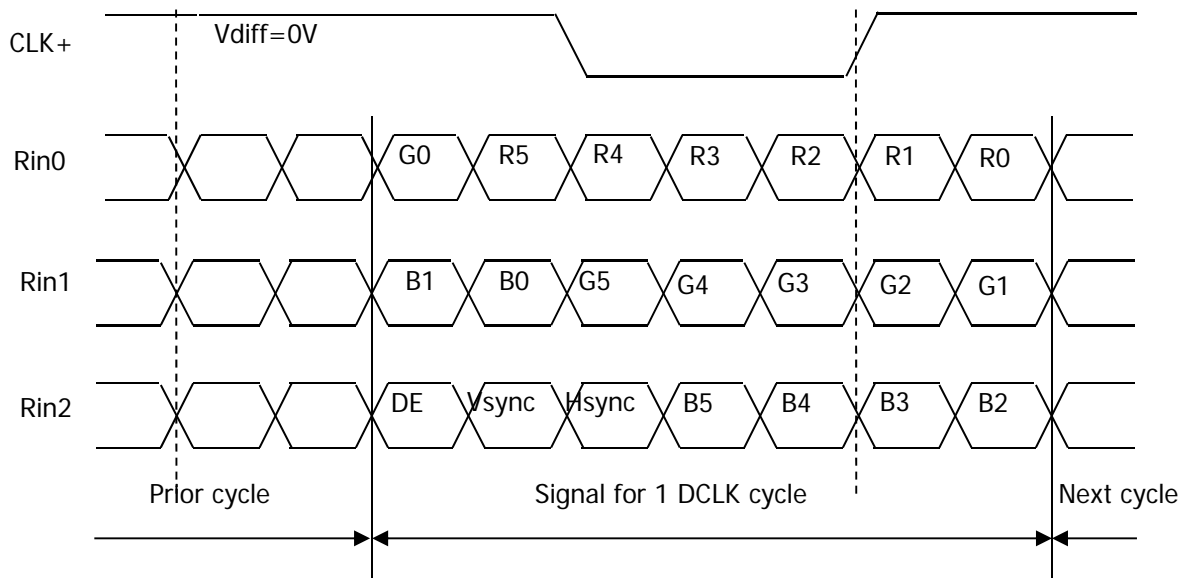 Vdiff=0V
CLK+
Rin0 G0 R5 R4 R3 R2 R1 R0
Rin1 B1 B0 G5 G4 G3 G2 G1
Rin2 DE Vsync Hsync B5 B4 B3 B2
Prior cycle Signal for 1 DCLK cycle Next cycle